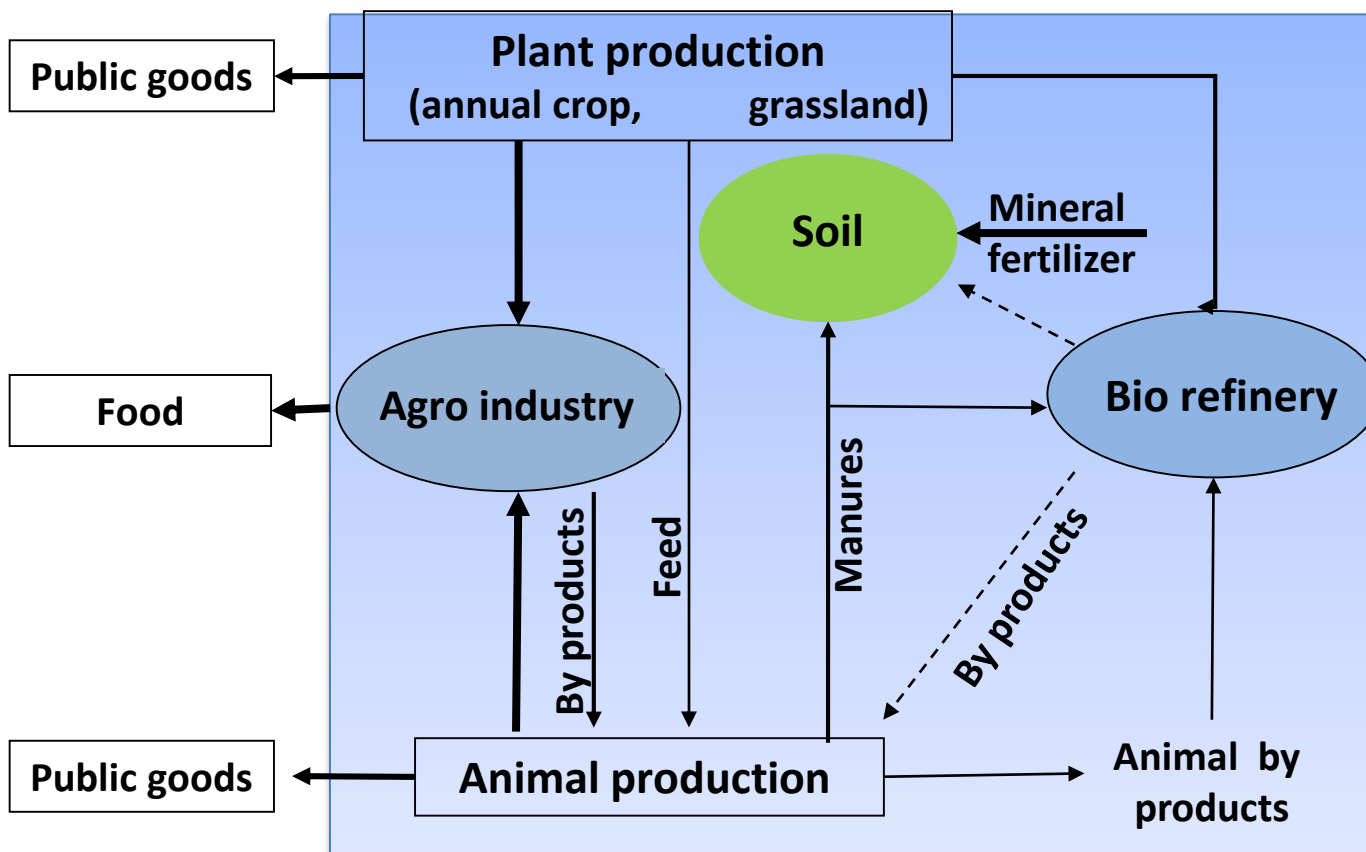 Plant production
(annual crop, grassland)
Public goods
Soil
Mineral
fertilizer
Food
Agro industry
Bio refinery
By products
Feed
Manures
By products
Public goods
Animal production
Animal by
products